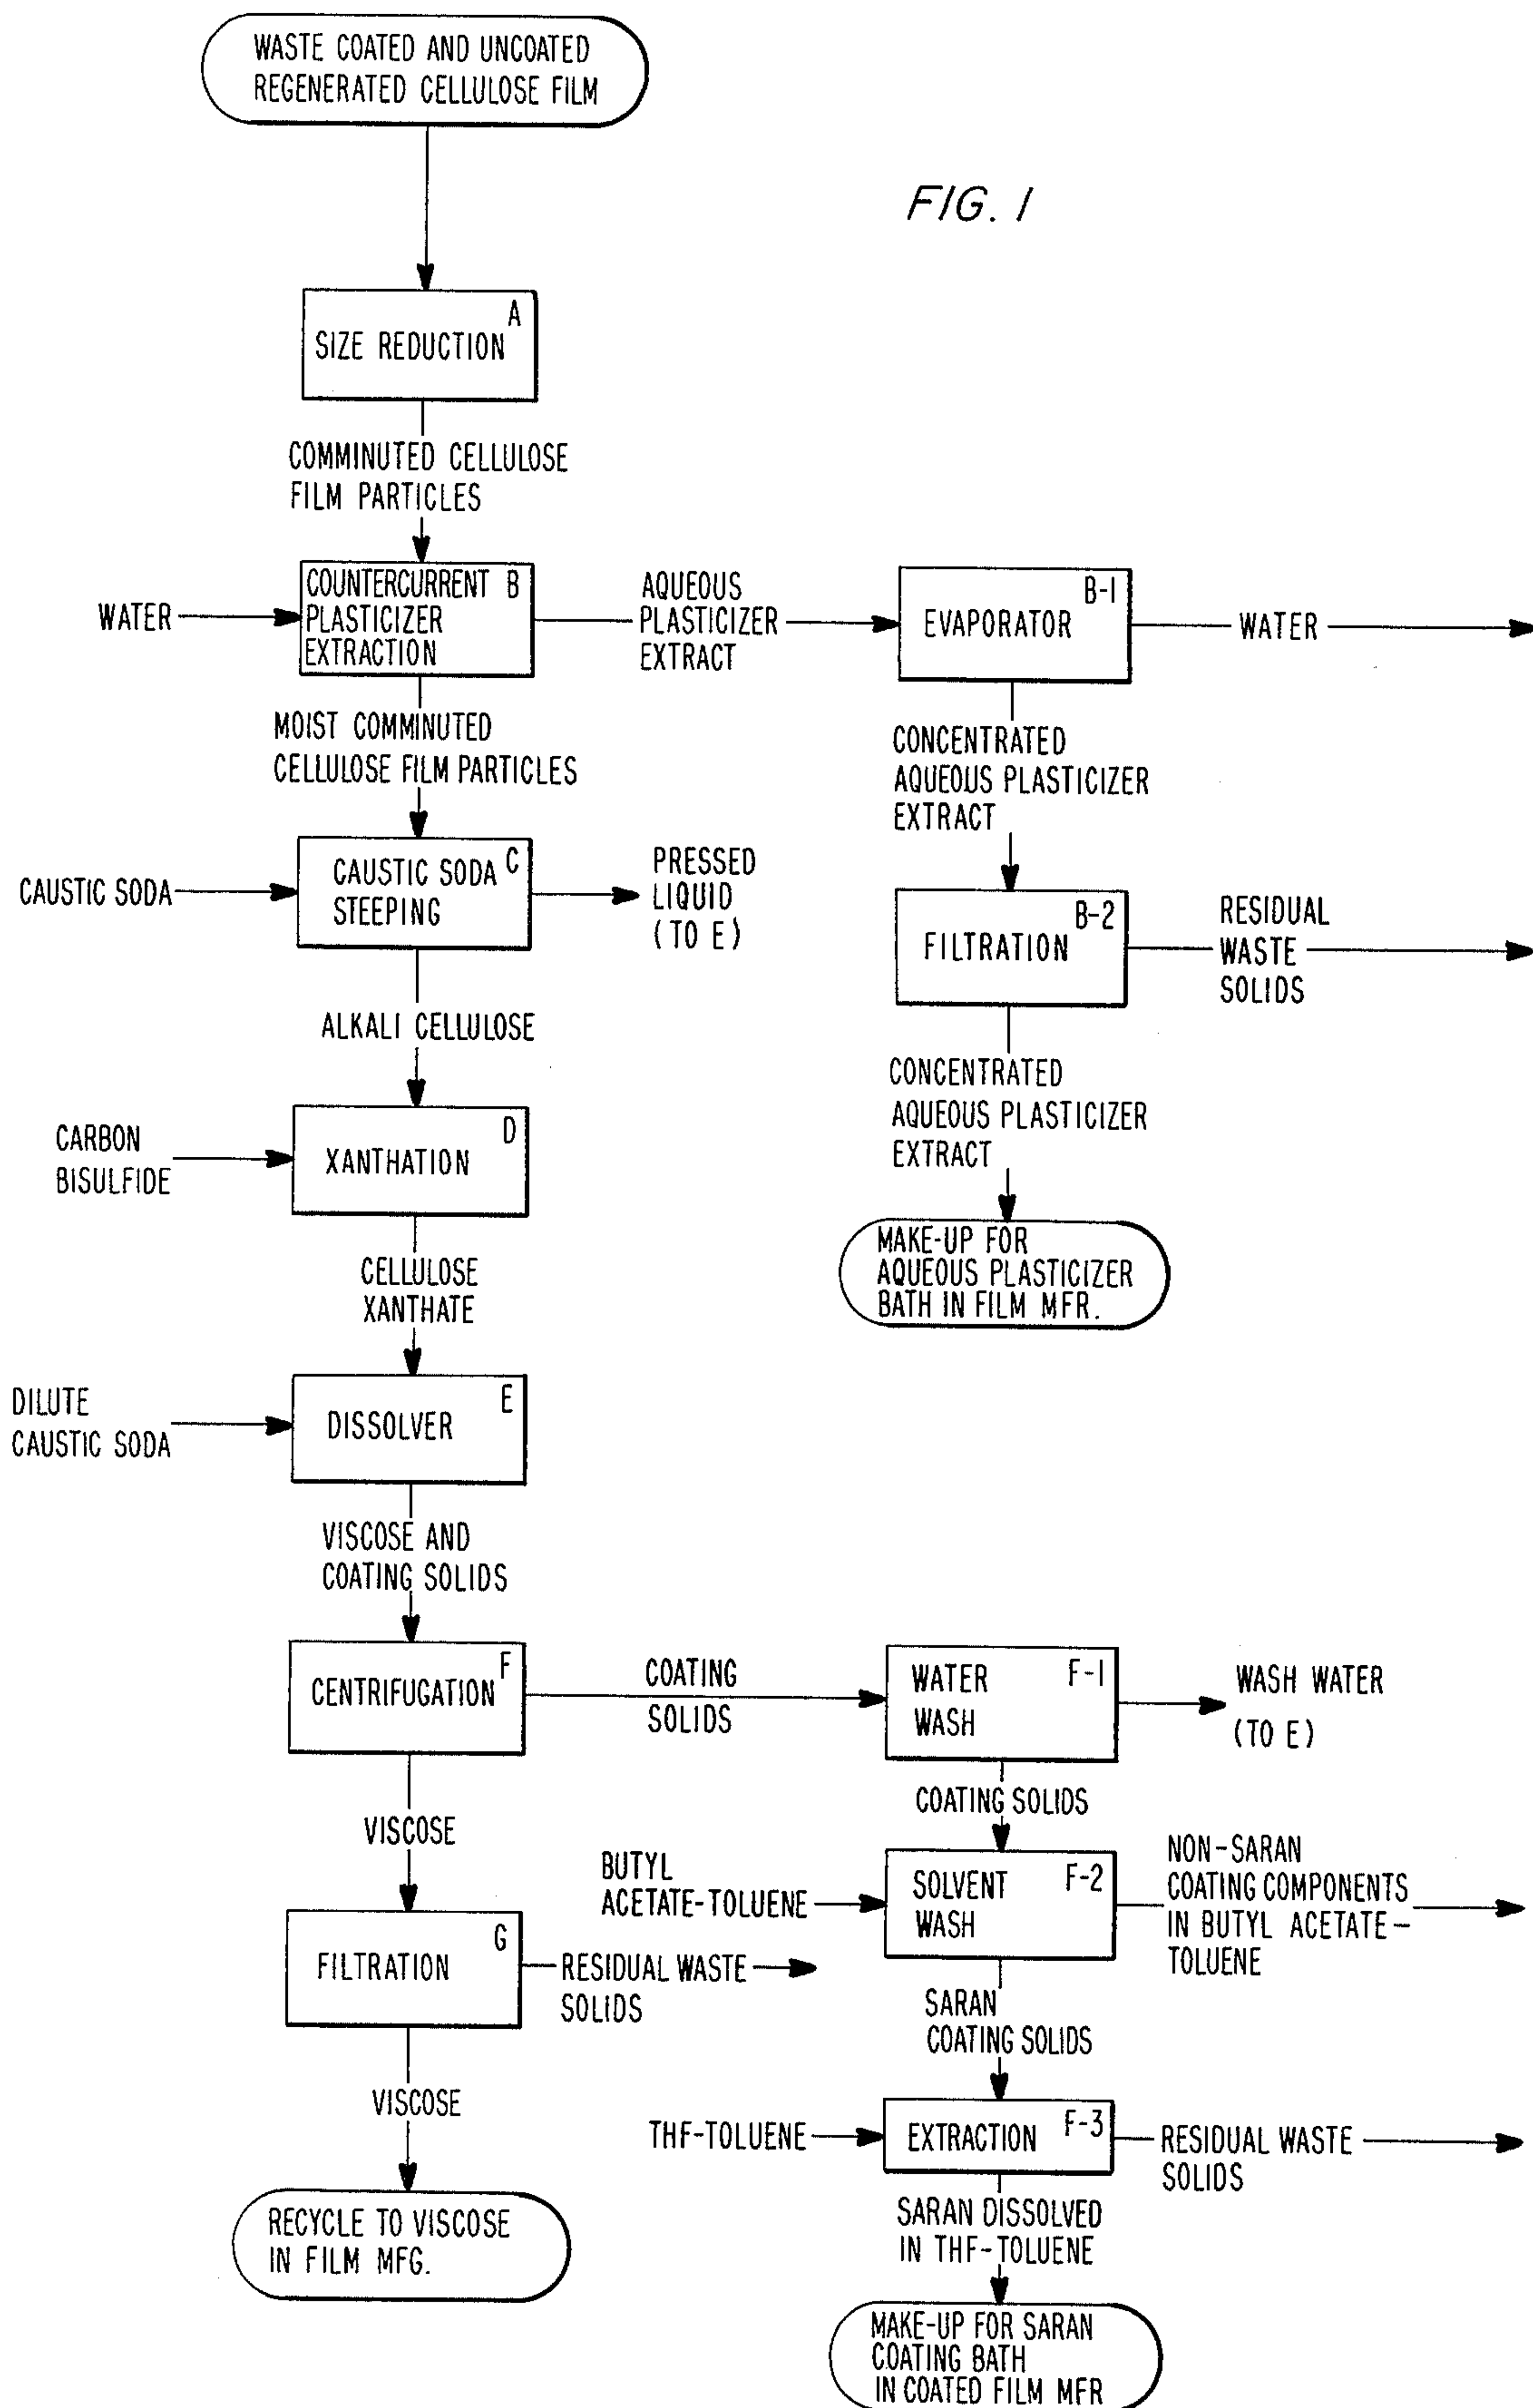 WASTE COATED AND UNCOATED
REGENERATED CELLULOSE FILM
FIG. 1
A
SIZE REDUCTION
COMMINUTED CELLULOSE
FILM PARTICLES
WATER
COUNTERCURRENT B
PLASTICIZER
EXTRACTION
AQUEOUS
PLASTICIZER
EXTRACT
B-1
EVAPORATOR
WATER
MOIST COMMINUTED
CELLULOSE FILM PARTICLES
CONCENTRATED
AQUEOUS PLASTICIZER
EXTRACT
CAUSTIC SODA
C
CAUSTIC SODA
STEEPING
PRESSED
LIQUID
(TO E)
B-2
FILTRATION
RESIDUAL
WASTE
SOLIDS
ALKALI CELLULOSE
CONCENTRATED
AQUEOUS PLASTICIZER
EXTRACT
CARBON
BISULFIDE
D
XANTHATION
MAKE-UP FOR
AQUEOUS PLASTICIZER
BATH IN FILM MFR.
CELLULOSE
XANTHATE
DILUTE
CAUSTIC SODA
E
DISSOLVER
VISCOSE AND
COATING SOLIDS
F
CENTRIFUGATION
COATING
SOLIDS
F-1
WATER
WASH
WASH WATER
(TO E)
VISCOSE
COATING SOLIDS
BUTYL
ACETATE-TOLUENE
F-2
SOLVENT
WASH
NON-SARAN
COATING COMPONENTS
IN BUTYL ACETATE-
TOLUENE
G
FILTRATION
RESIDUAL WASTE
SOLIDS
SARAN
COATING SOLIDS
VISCOSE
THF-TOLUENE
F-3
EXTRACTION
RESIDUAL WASTE
SOLIDS
RECYCLE TO VISCOSE
IN FILM MFG.
SARAN DISSOLVED
IN THF-TOLUENE
MAKE-UP FOR SARAN
COATING BATH
IN COATED FILM MFR